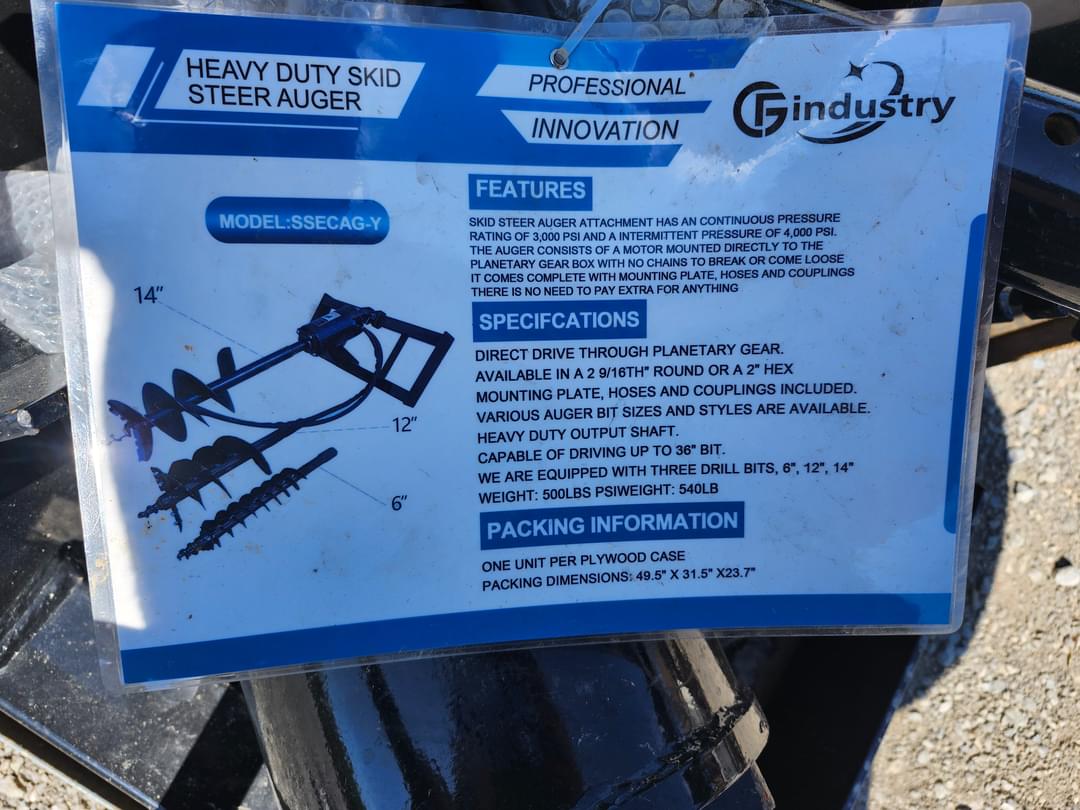 HEAVY DUTY SKID
STEER AUGER
PROFESSIONAL
INNOVATION
GF industry
MODEL:SSECAG-Y
14"
12"
6"
FEATURES
SKID STEER AUGER ATTACHMENT HAS AN CONTINUOUS PRESSURE
RATING OF 3,000 PSI AND A INTERMITTENT PRESSURE OF 4,000 PSI.
THE AUGER CONSISTS OF A MOTOR MOUNTED DIRECTLY TO THE
PLANETARY GEAR BOX WITH NO CHAINS TO BREAK OR COME LOOSE
IT COMES COMPLETE WITH MOUNTING PLATE, HOSES AND COUPLINGS
THERE IS NO NEED TO PAY EXTRA FOR ANYTHING
SPECIFCATIONS
DIRECT DRIVE THROUGH PLANETARY GEAR.
AVAILABLE IN A 2 9/16TH" ROUND OR A 2" HEX
MOUNTING PLATE, HOSES AND COUPLINGS INCLUDED.
VARIOUS AUGER BIT SIZES AND STYLES ARE AVAILABLE.
HEAVY DUTY OUTPUT SHAFT.
CAPABLE OF DRIVING UP TO 36" BIT.
WE ARE EQUIPPED WITH THREE DRILL BITS, 6", 12", 14"
WEIGHT: 500LBS PSIWEIGHT: 540LB
PACKING INFORMATION
ONE UNIT PER PLYWOOD CASE
PACKING DIMENSIONS: 49.5" X 31.5" X23.7"